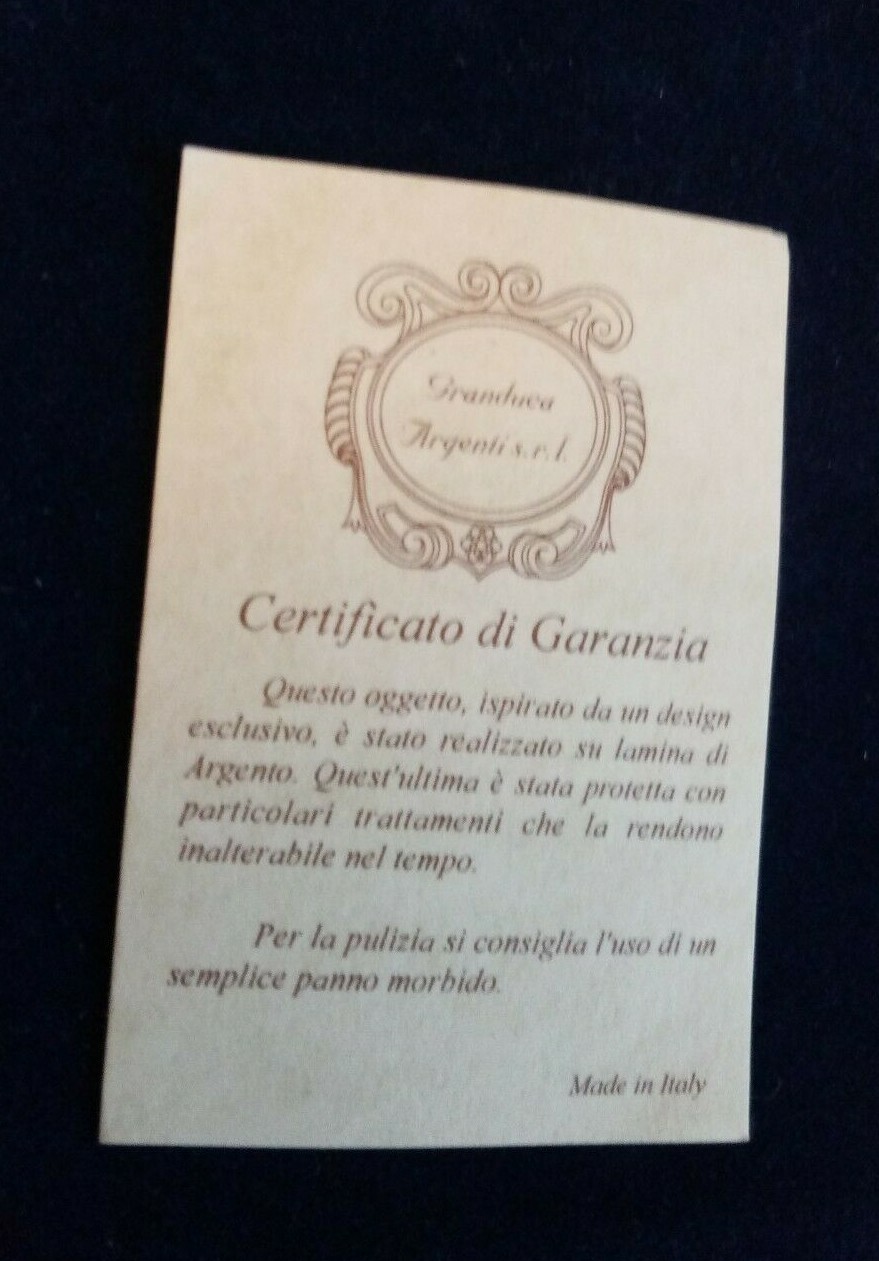 Granduca
Argenti s.r.l.
Certificato di Garanzia
Questo oggetto, ispirato da un design
esclusivo, è stato realizzato su lamina di
Argento. Quest'ultima è stata protetta con
particolari trattamenti che la rendono
inalterabile nel tempo.
Per la pulizia si consiglia l'uso di un
semplice panno morbido.
Made in Italy